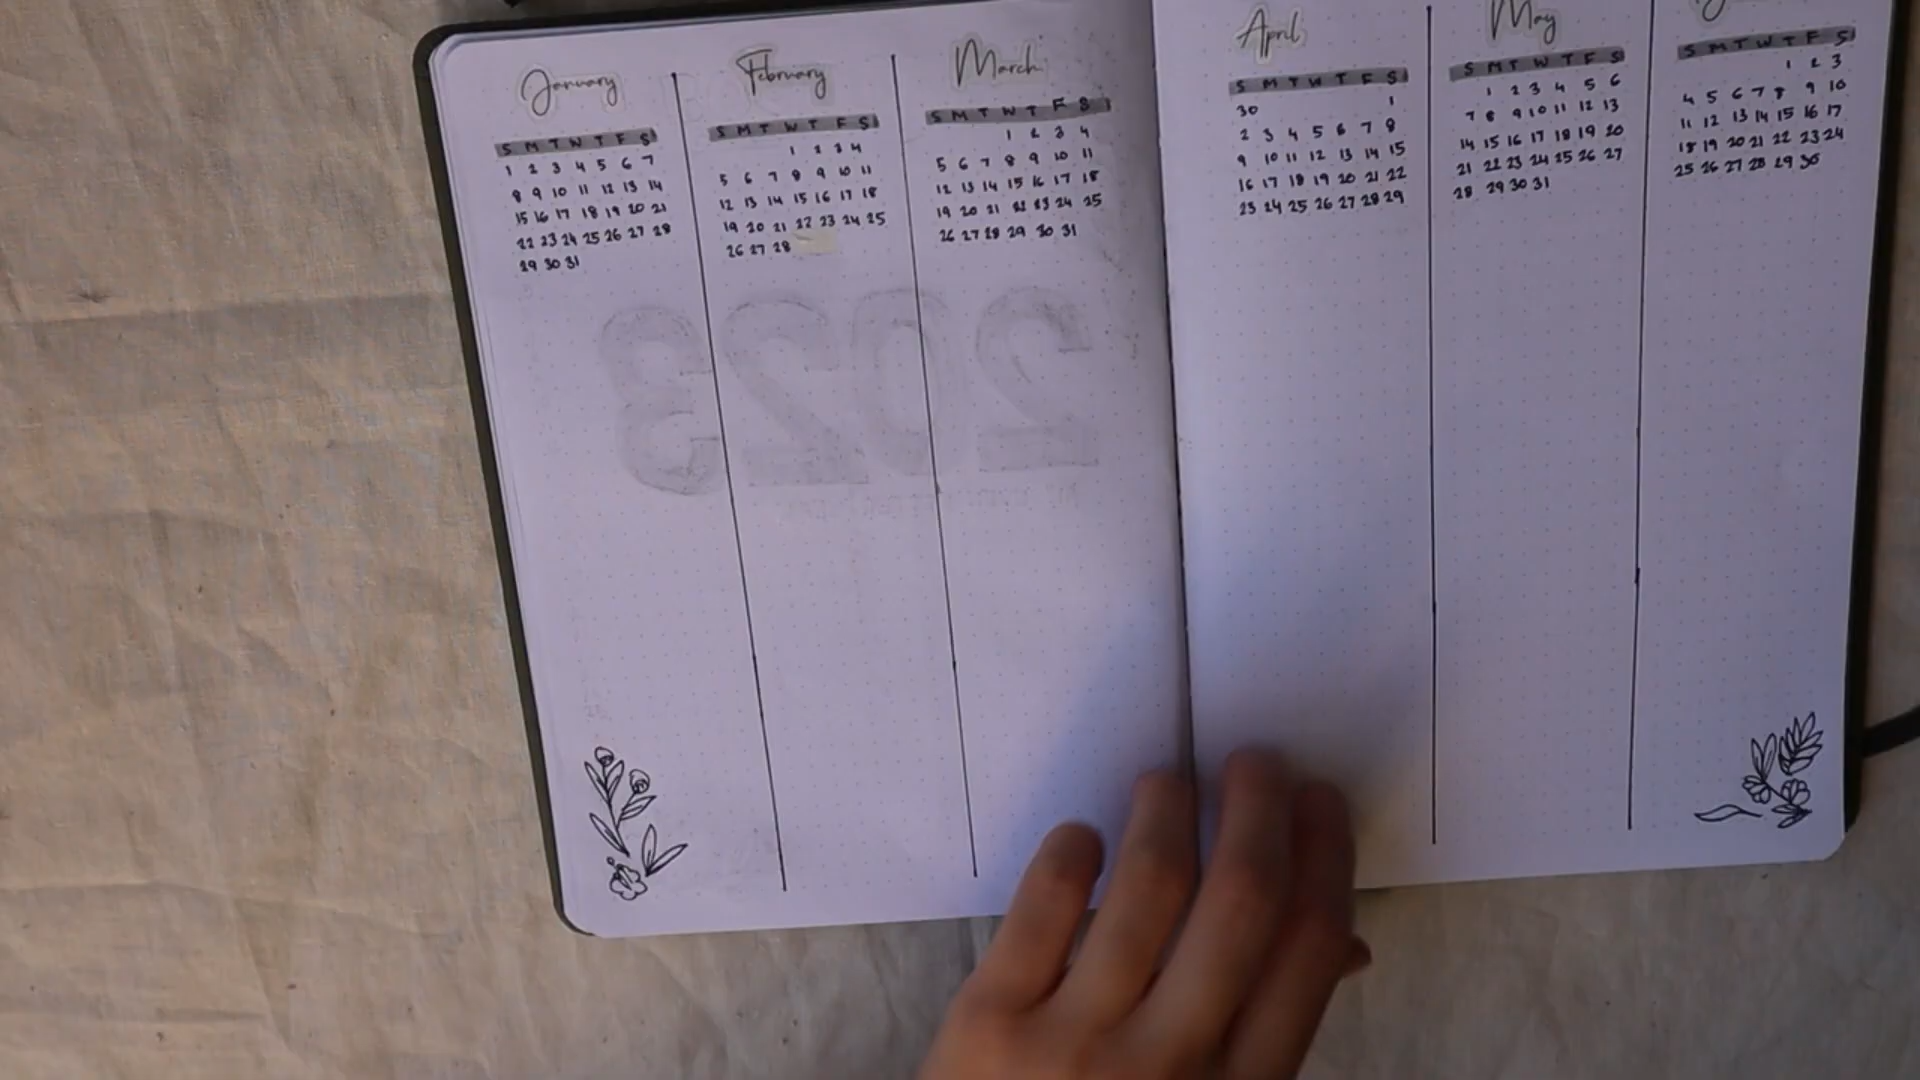 January
S M T W T F S
1 2 3 4 5 6 7
8 9 10 11 12 13 14
15 16 17 18 19 20 21
22 23 24 25 26 27 28
29 30 31
February
S M T W T F S
1 2 3 4
5 6 7 8 9 10 11
12 13 14 15 16 17 18
19 20 21 22 23 24 25
26 27 28
March
S M T W T F S
1 2 3 4
5 6 7 8 9 10 11
12 13 14 15 16 17 18
19 20 21 22 23 24 25
26 27 28 29 30 31
April
S M T W T F S
30 1
2 3 4 5 6 7 8
9 10 11 12 13 14 15
16 17 18 19 20 21 22
23 24 25 26 27 28 29
May
S M T W T F S
1 2 3 4 5 6
7 8 9 10 11 12 13
14 15 16 17 18 19 20
21 22 23 24 25 26 27
28 29 30 31
S M T W T F S
1 2 3
4 5 6 7 8 9 10
11 12 13 14 15 16 17
18 19 20 21 22 23 24
25 26 27 28 29 30
2023